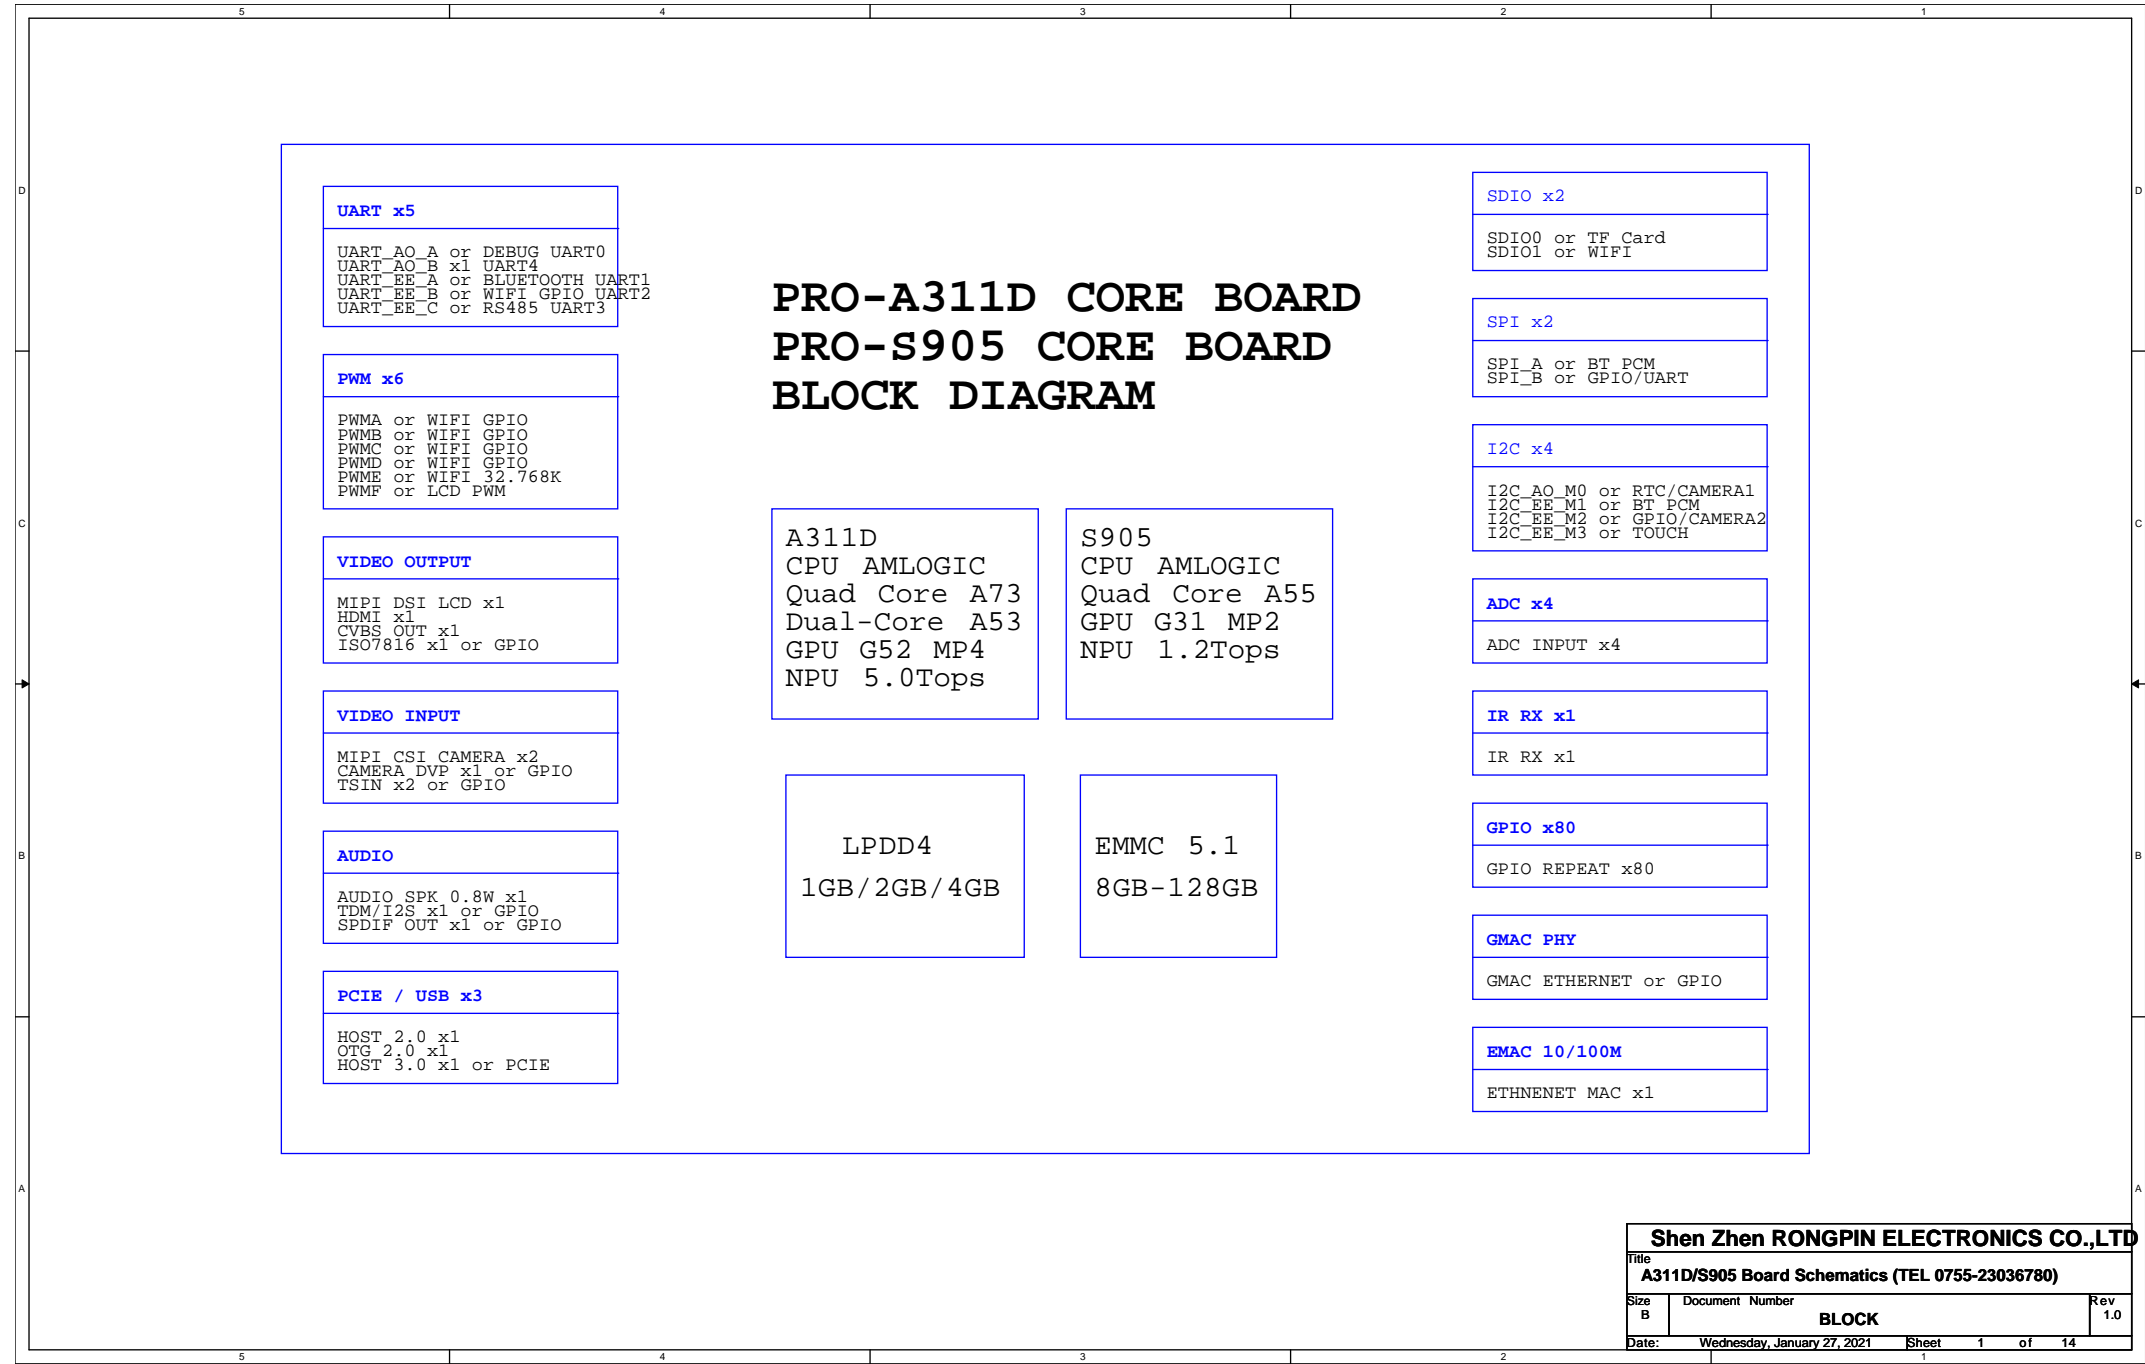 5 4 3 2 1
D D
C C
B B
A A
UART x5
UART_AO_A or DEBUG UART0
UART_AO_B x1 UART4
UART_EE_A or BLUETOOTH UART1
UART_EE_B or WIFI GPIO UART2
UART_EE_C or RS485 UART3
PWM x6
PWMA or WIFI GPIO
PWMB or WIFI GPIO
PWMC or WIFI GPIO
PWMD or WIFI GPIO
PWME or WIFI 32.768K
PWMF or LCD PWM
VIDEO OUTPUT
MIPI DSI LCD x1
HDMI x1
CVBS OUT x1
ISO7816 x1 or GPIO
VIDEO INPUT
MIPI CSI CAMERA x2
CAMERA DVP x1 or GPIO
TSIN x2 or GPIO
AUDIO
AUDIO SPK 0.8W x1
TDM/I2S x1 or GPIO
SPDIF OUT x1 or GPIO
PCIE / USB x3
HOST 2.0 x1
OTG 2.0 x1
HOST 3.0 x1 or PCIE
PRO-A311D CORE BOARD
PRO-S905 CORE BOARD
BLOCK DIAGRAM
A311D
CPU AMLOGIC
Quad Core A73
Dual-Core A53
GPU G52 MP4
NPU 5.0Tops
S905
CPU AMLOGIC
Quad Core A55
GPU G31 MP2
NPU 1.2Tops
LPDD4
1GB/2GB/4GB
EMMC 5.1
8GB-128GB
SDIO x2
SDIO0 or TF Card
SDIO1 or WIFI
SPI x2
SPI_A or BT PCM
SPI_B or GPIO/UART
I2C x4
I2C_AO_M0 or RTC/CAMERA1
I2C_EE_M1 or BT PCM
I2C_EE_M2 or GPIO/CAMERA2
I2C_EE_M3 or TOUCH
ADC x4
ADC INPUT x4
IR RX x1
IR RX x1
GPIO x80
GPIO REPEAT x80
GMAC PHY
GMAC ETHERNET or GPIO
EMAC 10/100M
ETHNENET MAC x1
Shen Zhen RONGPIN ELECTRONICS CO.,LTD
Title
A311D/S905 Board Schematics (TEL 0755-23036780)
Size Document Number Rev
B BLOCK 1.0
Date: Wednesday, January 27, 2021 Sheet 1 of 14
5 4 3 2 1